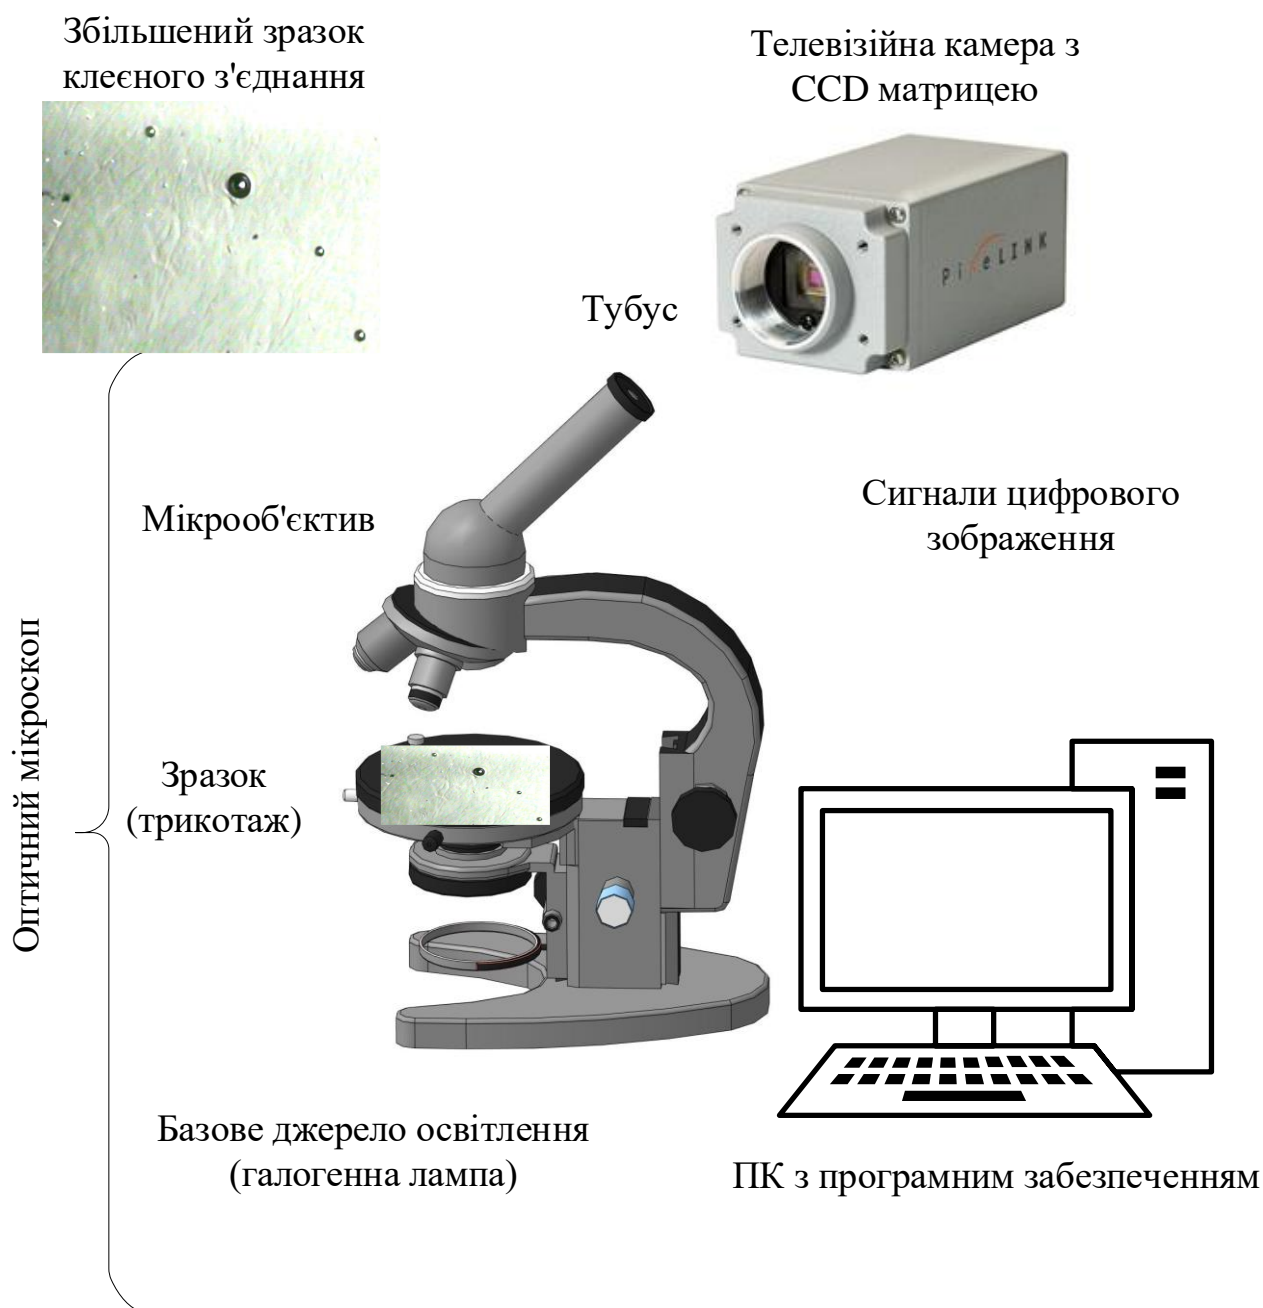 Збільшений зразок
клеєного з'єднання
Телевізійна камера з
CCD матрицею
PixeLINK
Тубус
Мікрооб'єктив
Сигнали цифрового
зображення
Оптичний мікроскоп
Зразок
(трикотаж)
Базове джерело освітлення
(галогенна лампа)
ПК з програмним забезпеченням